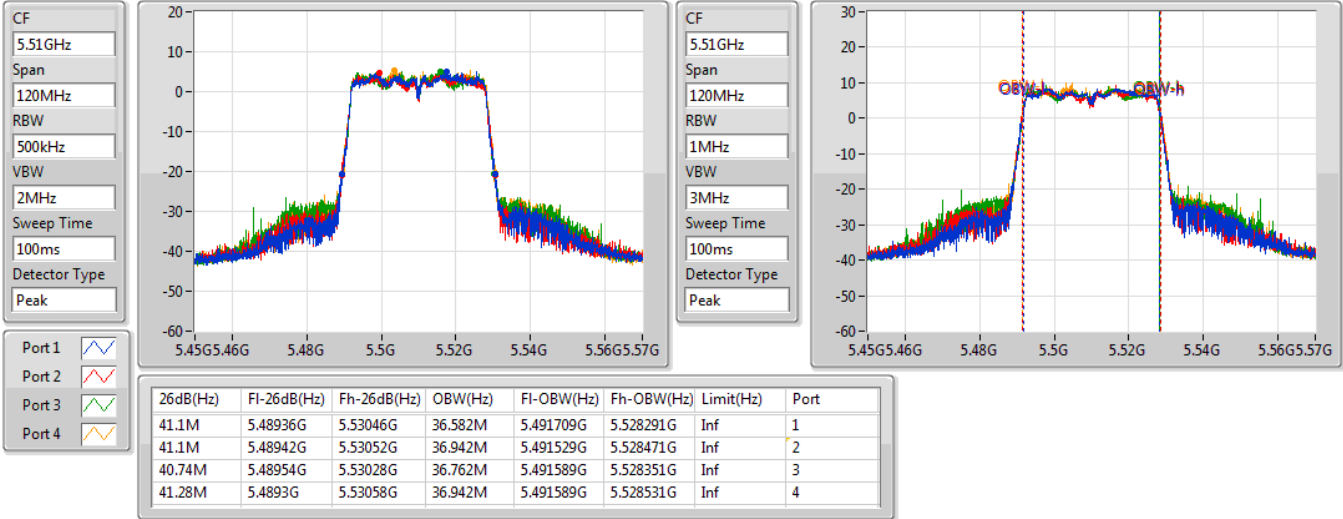 CF
5.51GHz
Span
120MHz
RBW
500kHz
VBW
2MHz
Sweep Time
100ms
Detector Type
Peak
20
10
0
-10
-20
-30
-40
-50
-60
5.45G 5.46G 5.48G 5.5G 5.52G 5.54G 5.56G 5.57G
CF
5.51GHz
Span
120MHz
RBW
1MHz
VBW
3MHz
Sweep Time
100ms
Detector Type
Peak
30
20
10
0
-10
-20
-30
-40
-50
-60
OBW-l OBW-h
5.45G 5.46G 5.48G 5.5G 5.52G 5.54G 5.56G 5.57G
Port 1
Port 2
Port 3
Port 4
26dB(Hz) Fl-26dB(Hz) Fh-26dB(Hz) OBW(Hz) Fl-OBW(Hz) Fh-OBW(Hz) Limit(Hz) Port
41.1M 5.48936G 5.53046G 36.582M 5.491709G 5.528291G Inf 1
41.1M 5.48942G 5.53052G 36.942M 5.491529G 5.528471G Inf 2
40.74M 5.48954G 5.53028G 36.762M 5.491589G 5.528351G Inf 3
41.28M 5.4893G 5.53058G 36.942M 5.491589G 5.528531G Inf 4